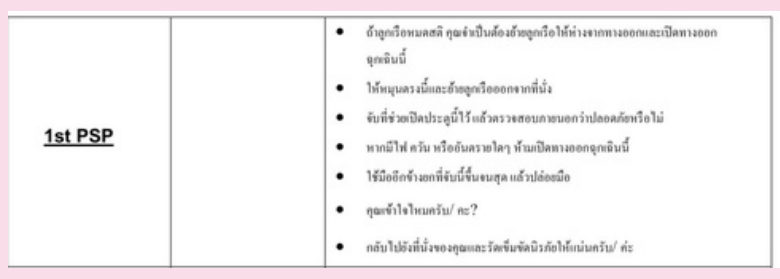 ถ้าลูกเรือหมดสติ คุณจำเป็นต้องย้ายลูกเรือให้ห่างจากทางออกและเปิดทางออก
ฉุกเฉินนี้
ให้หมุนตรงนี้และย้ายลูกเรือออกจากที่นั่ง
จับที่ช่วยเปิดประตูนี้ไว้ แล้วตรวจสอบภายนอกว่าปลอดภัยหรือไม่
1st PSP
หากมีไฟ ควัน หรืออันตรายใดๆ ห้ามเปิดทางออกฉุกเฉินนี้
ใช้มืออีกข้างยกที่จับนี้ขึ้นจนสุด แล้วปล่อยมือ
คุณเข้าใจไหมครับ/ คะ?
กลับไปยังที่นั่งของคุณและรัดเข็มขัดนิรภัยให้แน่นครับ/ ค่ะ